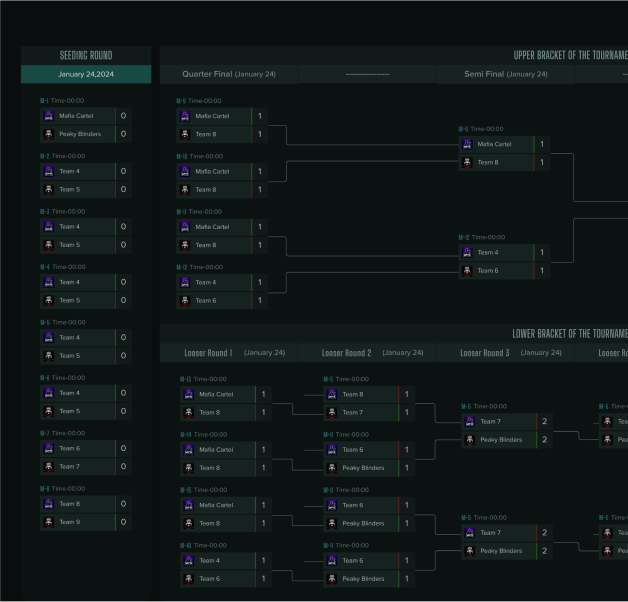 SEEDING ROUND
January 24,2024
M-1 Time-00:00
Mafia Cartel 0
Peaky Blinders 0
M-2 Time-00:00
Team 4 0
Team 5 0
M-3 Time-00:00
Team 4 0
Team 5 0
M-4 Time-00:00
Team 4 0
Team 5 0
M-5 Time-00:00
Team 4 0
Team 5 0
M-6 Time-00:00
Team 4 0
Team 5 0
M-7 Time-00:00
Team 6 0
Team 7 0
M-8 Time-00:00
Team 8 0
Team 9 0
UPPER BRACKET OF THE TOURNAME
Quarter Final (January 24) ---------------- Semi Final (January 24)
M-9 Time-00:00
Mafia Cartel 1
Team 8 1
M-10 Time-00:00
Mafia Cartel 1
Team 8 1
M-11 Time-00:00
Mafia Cartel 1
Team 8 1
M-12 Time-00:00
Team 4 1
Team 6 1
Time-00:00
Mafia Cartel 1
Team 8 1
M-12 Time-00:00
Team 4 1
Team 6 1
LOWER BRACKET OF THE TOURNAME
Looser Round 1 (January 24) Looser Round 2 (January 24) Looser Round 3 (January 24) Looser Ro
M-13 Time-00:00
Mafia Cartel 1
Team 8 1
M-14 Time-00:00
Mafia Cartel 1
Team 8 1
M-15 Time-00:00
Mafia Cartel 1
Team 8 1
Time-00:00
Team 4 1
Team 6 1
Time-00:00
Team 8 1
Team 7 1
Time-00:00
Team 6 1
Peaky Blinders 1
Time-00:00
Team 6 1
Peaky Blinders 1
Time-00:00
Team 6 1
Peaky Blinders 1
Time-00:00
Team 7 2
Peaky Blinders 2
Time-00:00
Team 7 2
Peaky Blinders 2
Time-00:00
Tea
Pea
Time-00:00
Tea
Pea